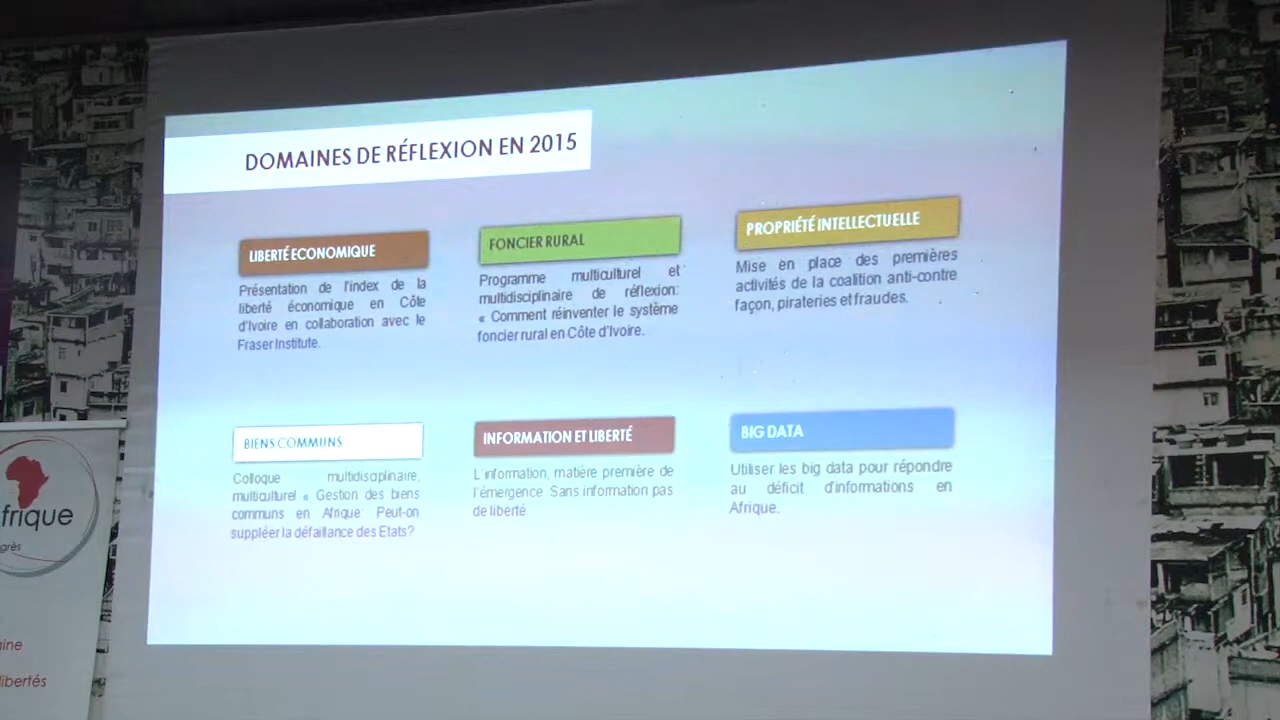 DOMAINES DE RÉFLEXION EN 2015
LIBERTÉ ECONOMIQUE
Présentation de l'index de la
liberté économique en Côte
d'Ivoire en collaboration avec le
Fraser Institute.
FONCIER RURAL
Programme multiculturel et
multidisciplinaire de réflexion:
« Comment réinventer le système
foncier rural en Côte d'Ivoire.
PROPRIÉTÉ INTELLECTUELLE
Mise en place des premières
activités de la coalition anti-contre
façon, pirateries et fraudes.
BIENS COMMUNS
Colloque multidisciplinaire,
multiculturel « Gestion des biens
communs en Afrique: Peut-on
suppléer la défaillance des Etats?
INFORMATION ET LIBERTÉ
L'information, matière première de
l'émergence. Sans information pas
de liberté
BIG DATA
Utiliser les big data pour répondre
au déficit d'informations en
Afrique.
frique
grès
ine
libertés